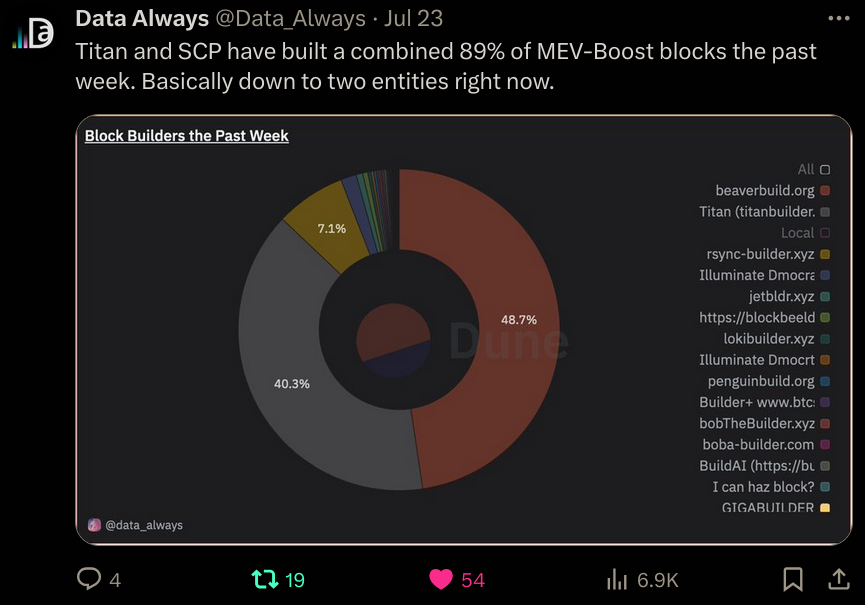 Data Always @Data_Always · Jul 23
Titan and SCP have built a combined 89% of MEV-Boost blocks the past
week. Basically down to two entities right now.
Block Builders the Past Week
All
beaverbuild.org
Titan (titanbuilder.
Local
rsync-builder.xyz
Illuminate Dmocra
jetbldr.xyz
https://blockbeeld
lokibuilder.xyz
Illuminate Dmocrt
penguinbuild.org
Builder+ www.btc:
bobTheBuilder.xyz
boba-builder.com
BuildAI (https://bu
I can haz block?
GIGABUILDER
7.1%
48.7%
40.3%
Dune
@data_always
4
19
54
6.9K